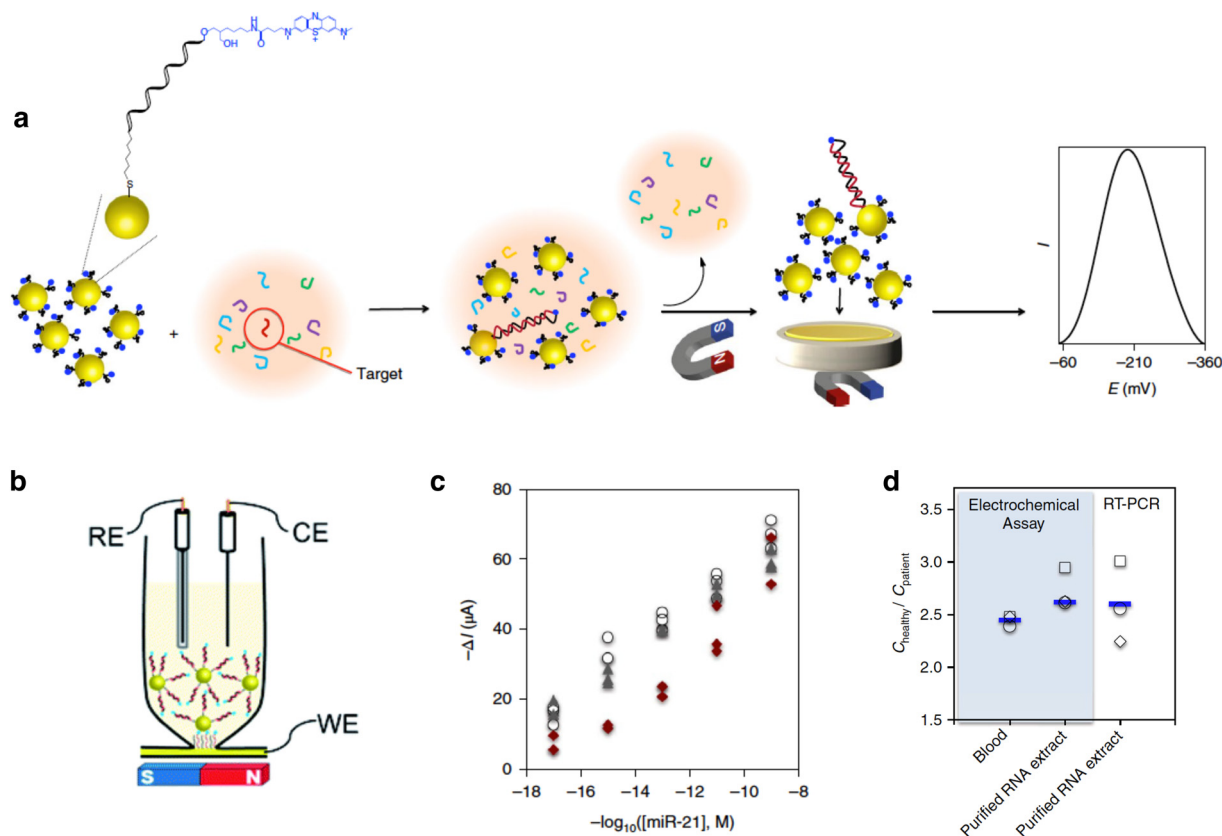 a
O
OH
H
N
O
N
N
S
+
N
S
+
Target
S
N
I
–60
–210
–360
E (mV)
b
RE
CE
WE
S
N
c
80
60
40
20
0
–ΔI (μA)
–18
–16
–14
–12
–10
–8
–log10([miR-21], M)
d
Electrochemical
Assay
RT-PCR
3.5
3.0
2.5
2.0
1.5
Chealthy/ Cpatient
Blood
Purified RNA extract
Purified RNA extract